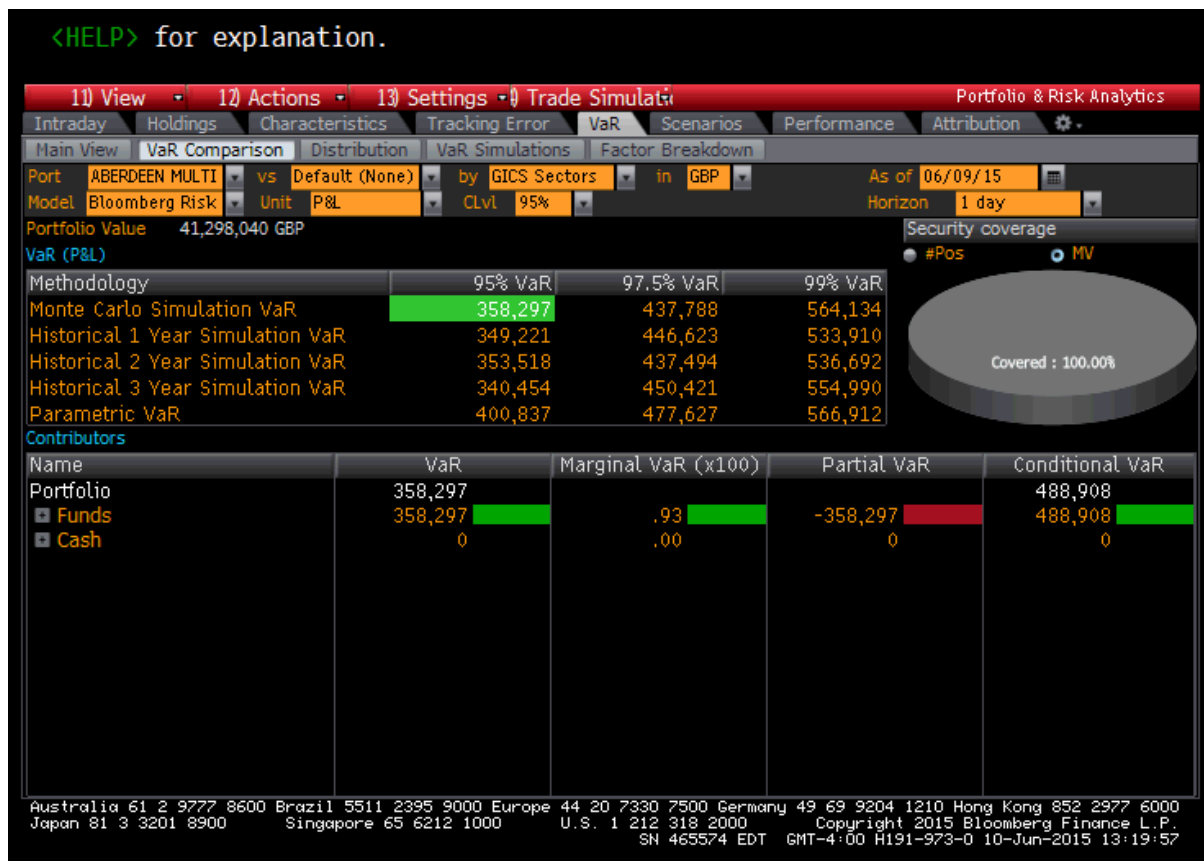 <HELP> for explanation.
11) View 12) Actions 13) Settings ) Trade Simulati Portfolio & Risk Analytics
Intraday Holdings Characteristics Tracking Error VaR Scenarios Performance Attribution
Main View VaR Comparison Distribution VaR Simulations Factor Breakdown
Port ABERDEEN MULTI vs Default (None) by GICS Sectors in GBP As of 06/09/15
Model Bloomberg Risk Unit P&L CLvl 95% Horizon 1 day
Portfolio Value 41,298,040 GBP Security coverage
VaR (P&L) #Pos MV
Methodology 95% VaR 97.5% VaR 99% VaR
Monte Carlo Simulation VaR 358,297 437,788 564,134
Historical 1 Year Simulation VaR 349,221 446,623 533,910
Historical 2 Year Simulation VaR 353,518 437,494 536,692
Covered : 100.00%
Historical 3 Year Simulation VaR 340,454 450,421 554,990
Parametric VaR 400,837 477,627 566,912
Contributors
Name VaR Marginal VaR (x100) Partial VaR Conditional VaR
Portfolio 358,297 488,908
Funds 358,297 .93 -358,297 488,908
Cash 0 .00 0 0
Australia 61 2 9777 8600 Brazil 5511 2395 9000 Europe 44 20 7330 7500 Germany 49 69 9204 1210 Hong Kong 852 2977 6000
Japan 81 3 3201 8900 Singapore 65 6212 1000 U.S. 1 212 318 2000 Copyright 2015 Bloomberg Finance L.P.
SN 465574 EDT GMT-4:00 H191-973-0 10-Jun-2015 13:19:57